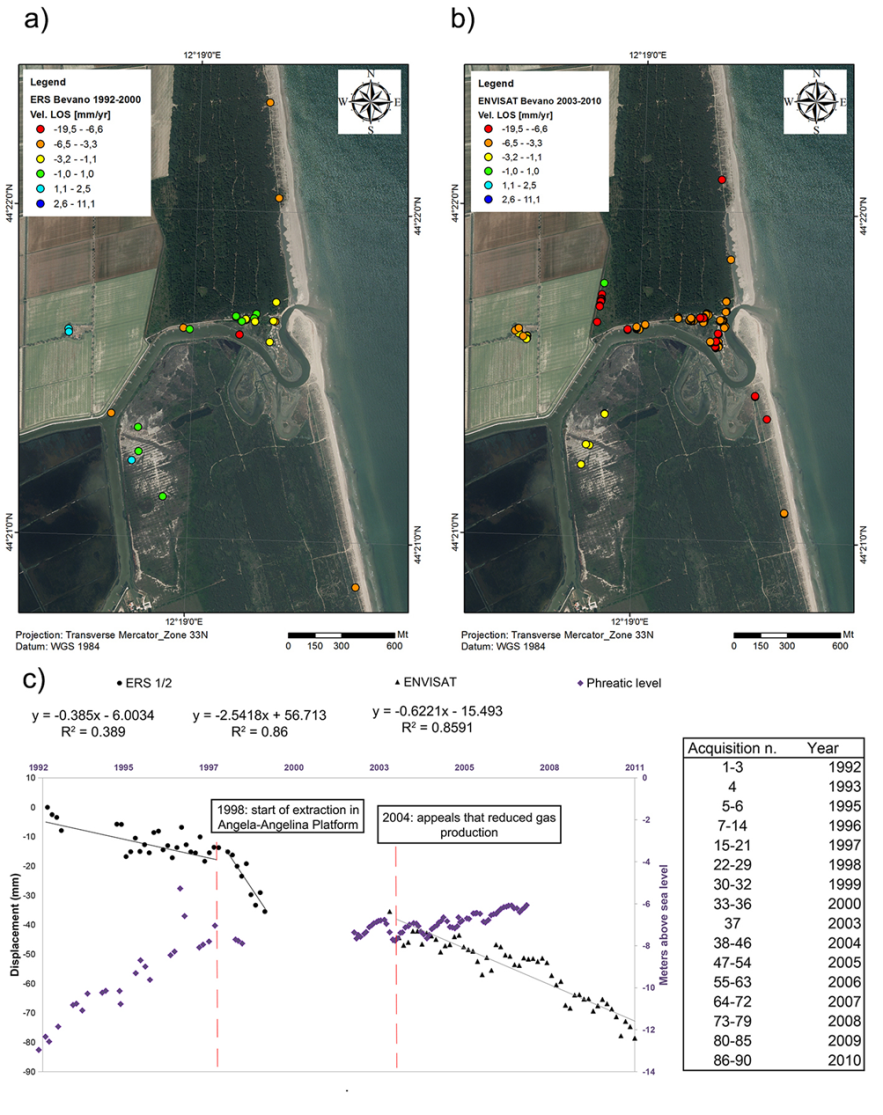 a)
b)
12°19'0"E
12°19'0"E
Legend
ERS Bevano 1992-2000
Vel. LOS [mm/yr]
-19,5 - -6,6
-6,5 - -3,3
-3,2 - -1,1
-1,0 - 1,0
1,1 - 2,5
2,6 - 11,1
N
W E
S
Legend
ENVISAT Bevano 2003-2010
Vel. LOS [mm/yr]
-19,5 - -6,6
-6,5 - -3,3
-3,2 - -1,1
-1,0 - 1,0
1,1 - 2,5
2,6 - 11,1
N
W E
S
44°22'0"N
44°22'0"N
44°22'0"N
44°22'0"N
44°21'0"N
44°21'0"N
44°21'0"N
44°21'0"N
12°19'0"E
12°19'0"E
Projection: Transverse Mercator_Zone 33N
Datum: WGS 1984
0 150 300 600 Mt
Projection: Transverse Mercator_Zone 33N
Datum: WGS 1984
0 150 300 600 Mt
c)
ERS 1/2
ENVISAT
Phreatic level
y = -0.385x - 6.0034
R² = 0.389
y = -2.5418x + 56.713
R² = 0.86
y = -0.6221x - 15.493
R² = 0.8591
1992 1995 1997 2000 2003 2005 2008 2011
10
0
-10
-20
-30
-40
-50
-60
-70
-80
-90
Displacement (mm)
1998: start of extraction in
Angela-Angelina Platform
2004: appeals that reduced gas
production
0
-2
-4
-6
-8
-10
-12
-14
Meters above sea level
Acquisition n. Year
1-3 1992
4 1993
5-6 1995
7-14 1996
15-21 1997
22-29 1998
30-32 1999
33-36 2000
37 2003
38-46 2004
47-54 2005
55-63 2006
64-72 2007
73-79 2008
80-85 2009
86-90 2010